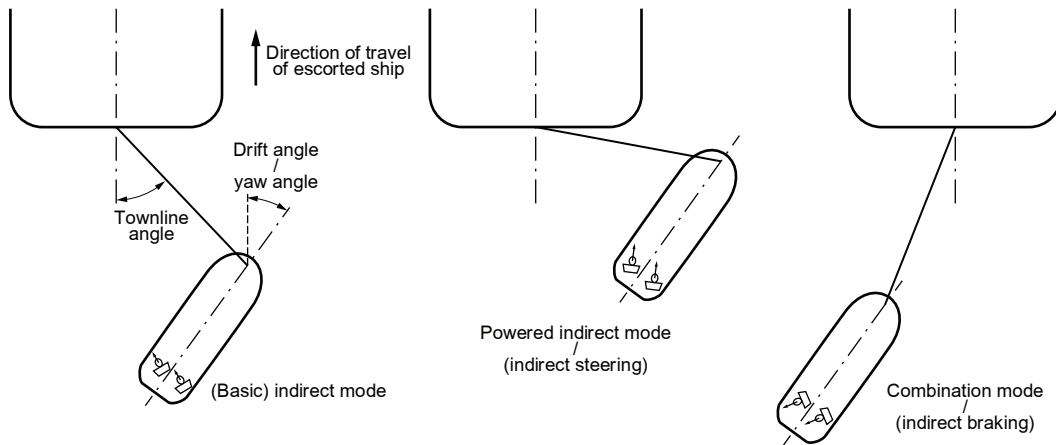 Direction of travel
of escorted ship
Drift angle
/
yaw angle
Townline
angle
(Basic) indirect mode
Powered indirect mode
/
(indirect steering)
Combination mode
/
(indirect braking)